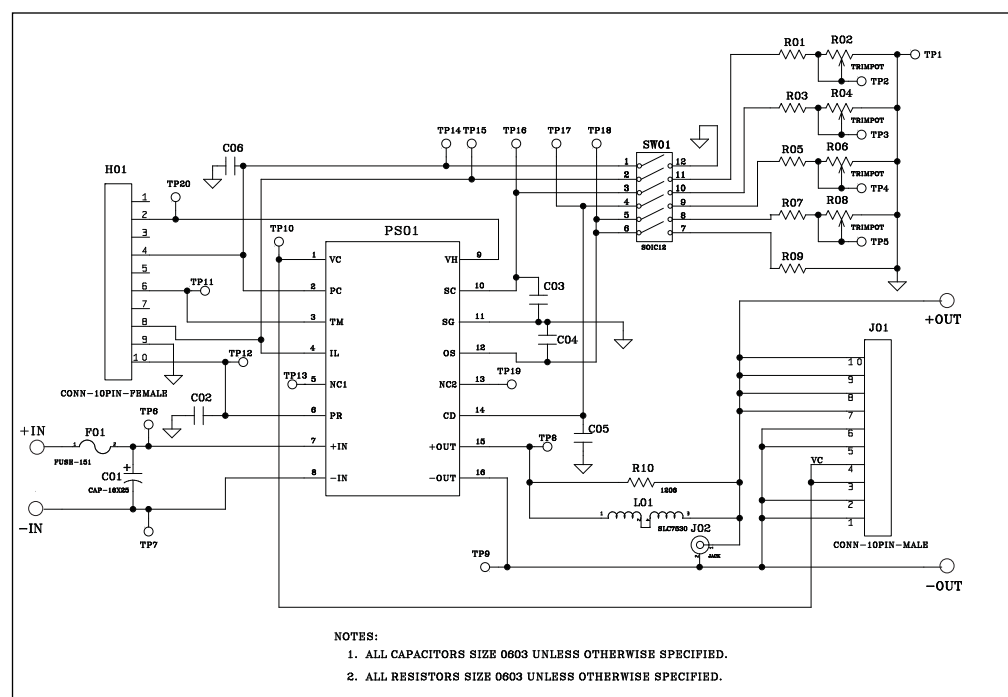 R01 R02
TP1
TRIMPOT
TP2
R03 R04
TRIMPOT
TP3
TP14 TP15 TP16 TP17 TP18
SW01
R05 R06
TRIMPOT
TP4
C06
1 12
2 11
3 10
4 9
5 8
6 7
SOIC12
R07 R08
TRIMPOT
TP5
R09
H01
TP20
1
2
3
4
5
6
7
8
9
10
CONN-10PIN-FEMALE
TP10
TP11
TP12
TP13
PS01
1 VC VH 9
2 PC SC 10
3 TM SG 11
4 IL OS 12
5 NC1 NC2 13
6 PR CD 14
7 +IN +OUT 15
8 -IN -OUT 16
C03
C04
TP19
C05
C02
TP6
+IN
F01
1 2
FUSE-151
+
C01
CAP-18X25
-IN
TP7
TP8
R10
1206
L01
1 3
SLC7530
J02
JACK
TP9
+OUT
J01
10
9
8
7
6
5
VC 4
3
2
1
CONN-10PIN-MALE
-OUT
NOTES:
1. ALL CAPACITORS SIZE 0603 UNLESS OTHERWISE SPECIFIED.
2. ALL RESISTORS SIZE 0603 UNLESS OTHERWISE SPECIFIED.